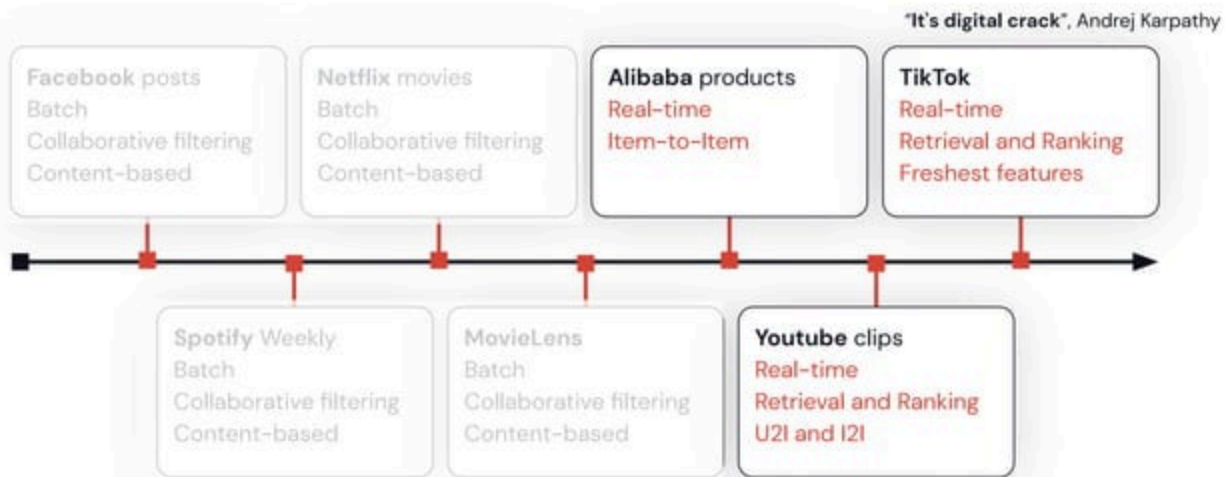 "It's digital crack", Andrej Karpathy
Facebook posts
Batch
Collaborative filtering
Content-based
Netflix movies
Batch
Collaborative filtering
Content-based
Alibaba products
Real-time
Item-to-Item
TikTok
Real-time
Retrieval and Ranking
Freshest features
Spotify Weekly
Batch
Collaborative filtering
Content-based
MovieLens
Batch
Collaborative filtering
Content-based
Youtube clips
Real-time
Retrieval and Ranking
U2I and I2I